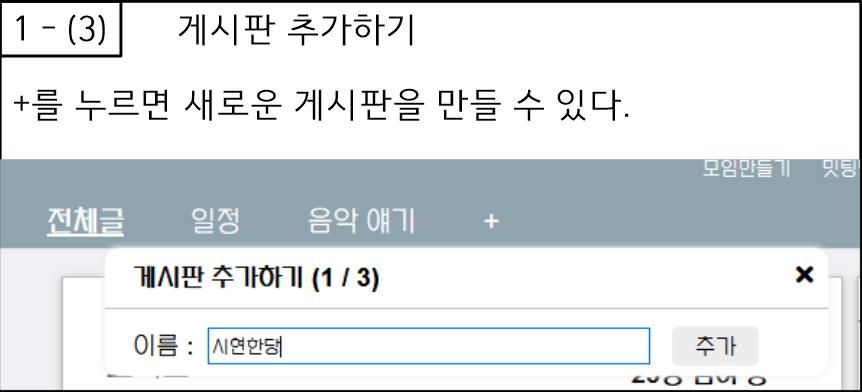 1 - (3) 게시판 추가하기
+를 누르면 새로운 게시판을 만들 수 있다.
모임만들기 밋팅
전체글 일정 음악 얘기 +
게시판 추가하기 (1 / 3) ×
이름 : 시연한당 추가